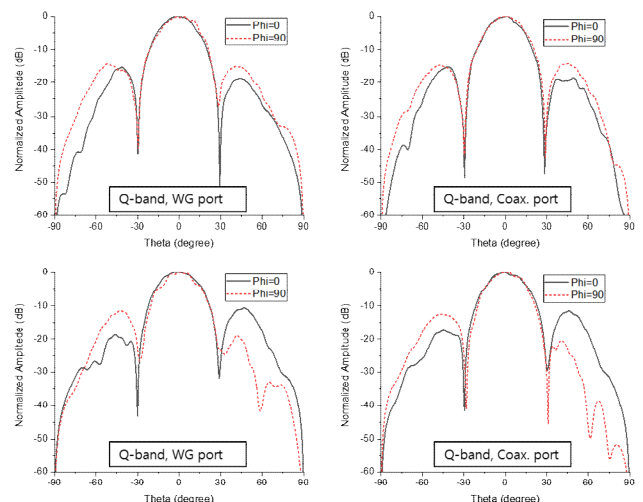 0
-10
-20
-30
-40
-50
-60
Normalized Amplitede (dB)
Phi=0
Phi=90
Q-band, WG port
-90 -60 -30 0 30 60 90
Theta (degree)
0
-10
-20
-30
-40
-50
-60
Normalized Amplitude (dB)
Phi=0
Phi=90
Q-band, Coax. port
-90 -60 -30 0 30 60 90
Theta (degree)
0
-10
-20
-30
-40
-50
-60
Normalized Amplitude (dB)
Phi=0
Phi=90
Q-band, WG port
-90 -60 -30 0 30 60 90
Theta (degree)
0
-10
-20
-30
-40
-50
-60
Normalized Amplitude (dB)
Phi=0
Phi=90
Q-band, Coax. port
-90 -60 -30 0 30 60 90
Theta (degree)